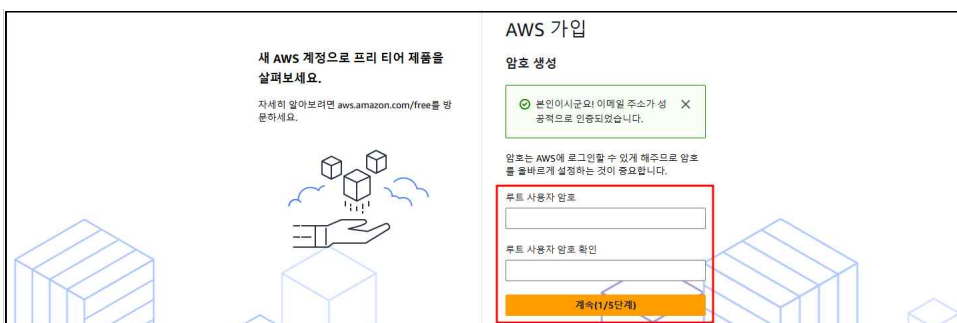 새 AWS 계정으로 프리 티어 제품을
살펴보세요.
자세히 알아보려면 aws.amazon.com/free를 방
문하세요.
AWS 가입
암호 생성
본인이시군요! 이메일 주소가 성
공적으로 인증되었습니다.
암호는 AWS에 로그인할 수 있게 해주므로 암호
를 올바르게 설정하는 것이 중요합니다.
루트 사용자 암호
루트 사용자 암호 확인
계속(1/5단계)